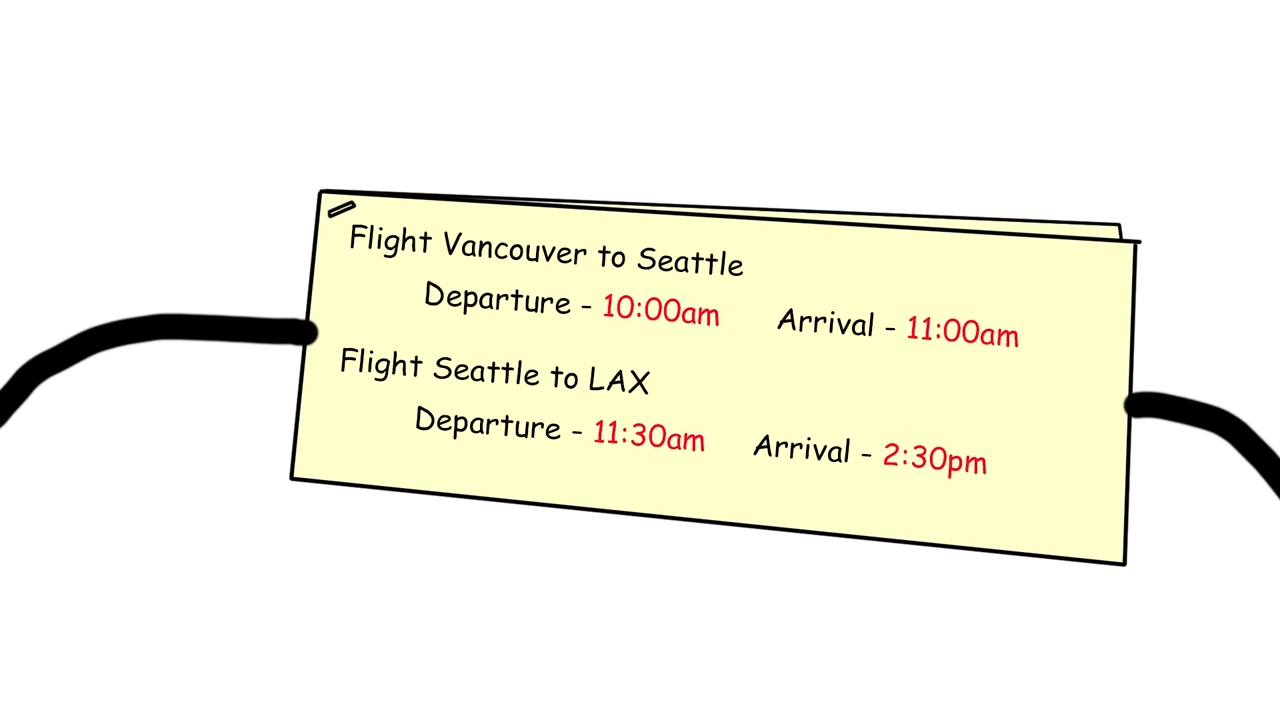 Flight Vancouver to Seattle
Departure - 10:00am Arrival - 11:00am
Flight Seattle to LAX
Departure - 11:30am Arrival - 2:30pm